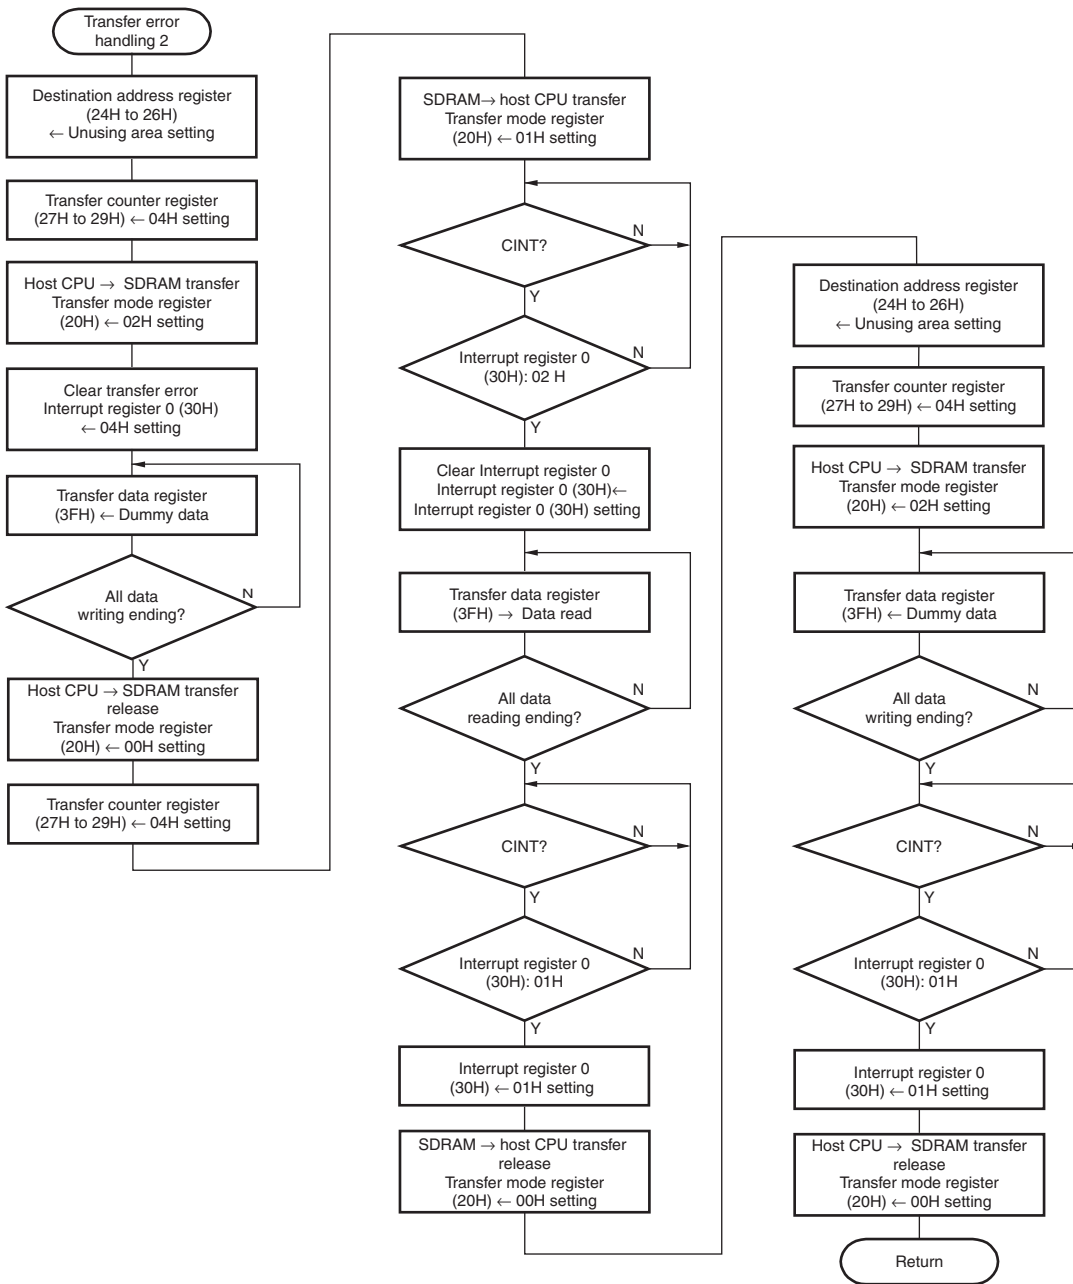 Transfer error
handling 2
Destination address register
(24H to 26H)
← Unusing area setting
Transfer counter register
(27H to 29H) ← 04H setting
Host CPU → SDRAM transfer
Transfer mode register
(20H) ← 02H setting
Clear transfer error
Interrupt register 0 (30H)
← 04H setting
Transfer data register
(3FH) ← Dummy data
All data
writing ending?
N
Y
Host CPU → SDRAM transfer
release
Transfer mode register
(20H) ← 00H setting
Transfer counter register
(27H to 29H) ← 04H setting
SDRAM→ host CPU transfer
Transfer mode register
(20H) ← 01H setting
CINT?
N
Y
Interrupt register 0
(30H): 02 H
N
Y
Clear Interrupt register 0
Interrupt register 0 (30H)←
Interrupt register 0 (30H) setting
Transfer data register
(3FH) → Data read
All data
reading ending?
N
Y
CINT?
N
Y
Interrupt register 0
(30H): 01H
N
Y
Interrupt register 0
(30H) ← 01H setting
SDRAM → host CPU transfer
release
Transfer mode register
(20H) ← 00H setting
Destination address register
(24H to 26H)
← Unusing area setting
Transfer counter register
(27H to 29H) ← 04H setting
Host CPU → SDRAM transfer
Transfer mode register
(20H) ← 02H setting
Transfer data register
(3FH) ← Dummy data
All data
writing ending?
N
Y
CINT?
N
Y
Interrupt register 0
(30H): 01H
N
Y
Interrupt register 0
(30H) ← 01H setting
Host CPU → SDRAM transfer
release
Transfer mode register
(20H) ← 00H setting
Return